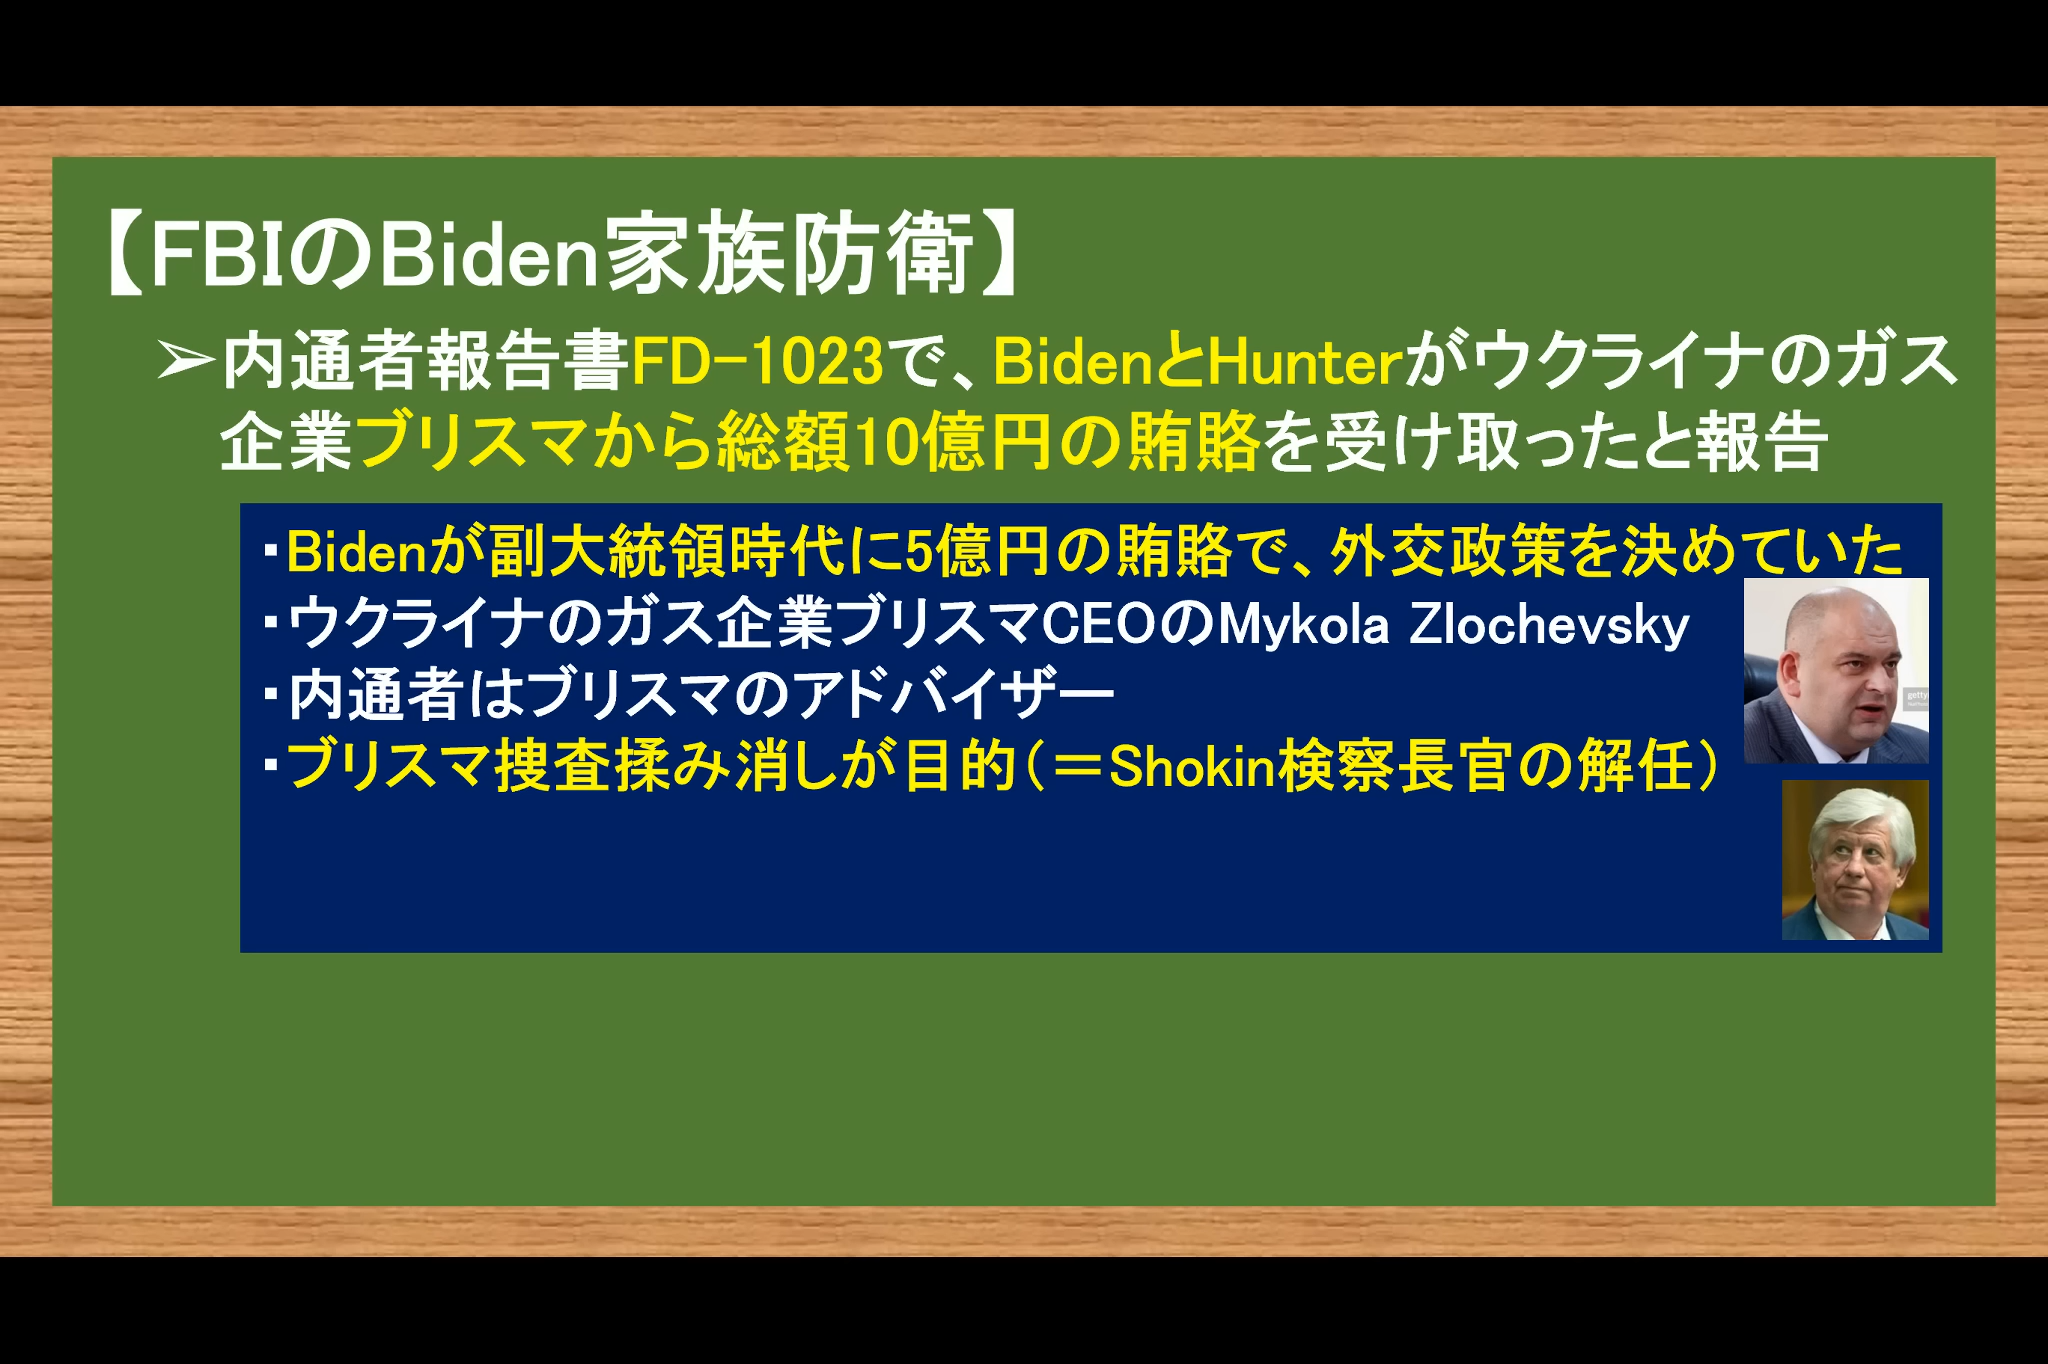 【FBIのBiden家族防衛】
➢内通者報告書FD-1023で、BidenとHunterがウクライナのガス
企業ブリスマから総額10億円の賄賂を受け取ったと報告
・Bidenが副大統領時代に5億円の賄賂で、外交政策を決めていた
・ウクライナのガス企業ブリスマCEOのMykola Zlochevsky
・内通者はブリスマのアドバイザー
・ブリスマ捜査揉み消しが目的（＝Shokin検察長官の解任）
getty